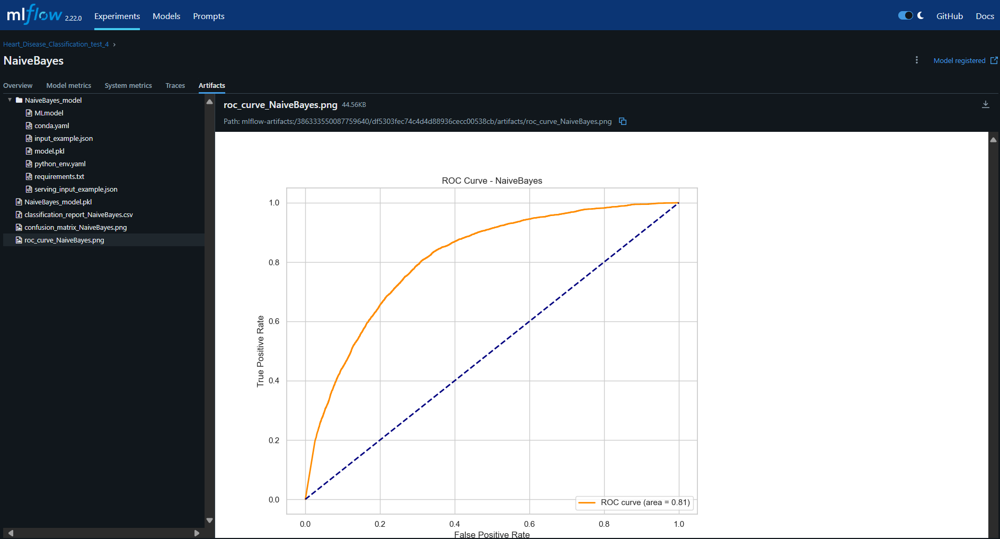 mlflow 2.22.0 Experiments Models Prompts GitHub Docs
Heart_Disease_Classification_test_4 ›
NaiveBayes
Model registered
Overview Model metrics System metrics Traces Artifacts
NaiveBayes_model
MLmodel
conda.yaml
input_example.json
model.pkl
python_env.yaml
requirements.txt
serving_input_example.json
NaiveBayes_model.pkl
classification_report_NaiveBayes.csv
confusion_matrix_NaiveBayes.png
roc_curve_NaiveBayes.png
roc_curve_NaiveBayes.png 44.56KB
Path: mlflow-artifacts:/386333550087759640/df5303fec74c4d4d88936cecc00538cb/artifacts/roc_curve_NaiveBayes.png
ROC Curve - NaiveBayes
1.0
0.8
0.6
0.4
0.2
0.0
True Positive Rate
ROC curve (area = 0.81)
0.0 0.2 0.4 0.6 0.8 1.0
False Positive Rate